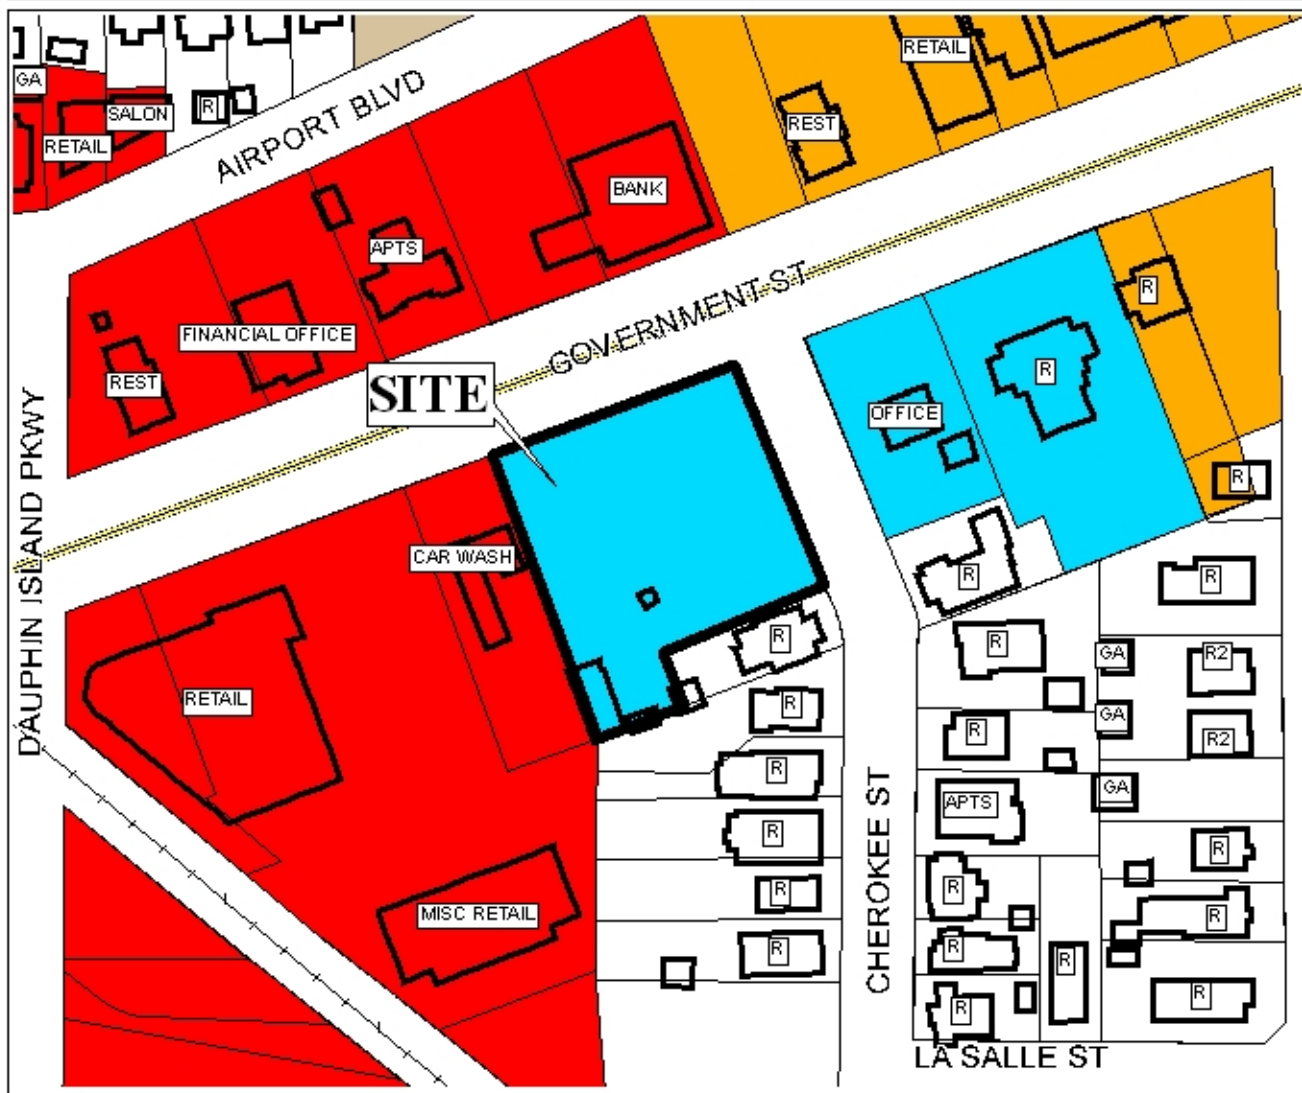 GA
SALON
R
RETAIL
AIRPORT BLVD
RETAIL
REST
BANK
APTS
FINANCIAL OFFICE
REST
GOVERNMENT ST
SITE
R
R
OFFICE
DAUPHIN ISLAND PKWY
CAR WASH
R
R
R
R
R
GA
R2
RETAIL
R
GA
R
R2
R
GA
APTS
R
CHEROKEE ST
R
R
R
MISC RETAIL
R
R
R
R
R
R
LA SALLE ST